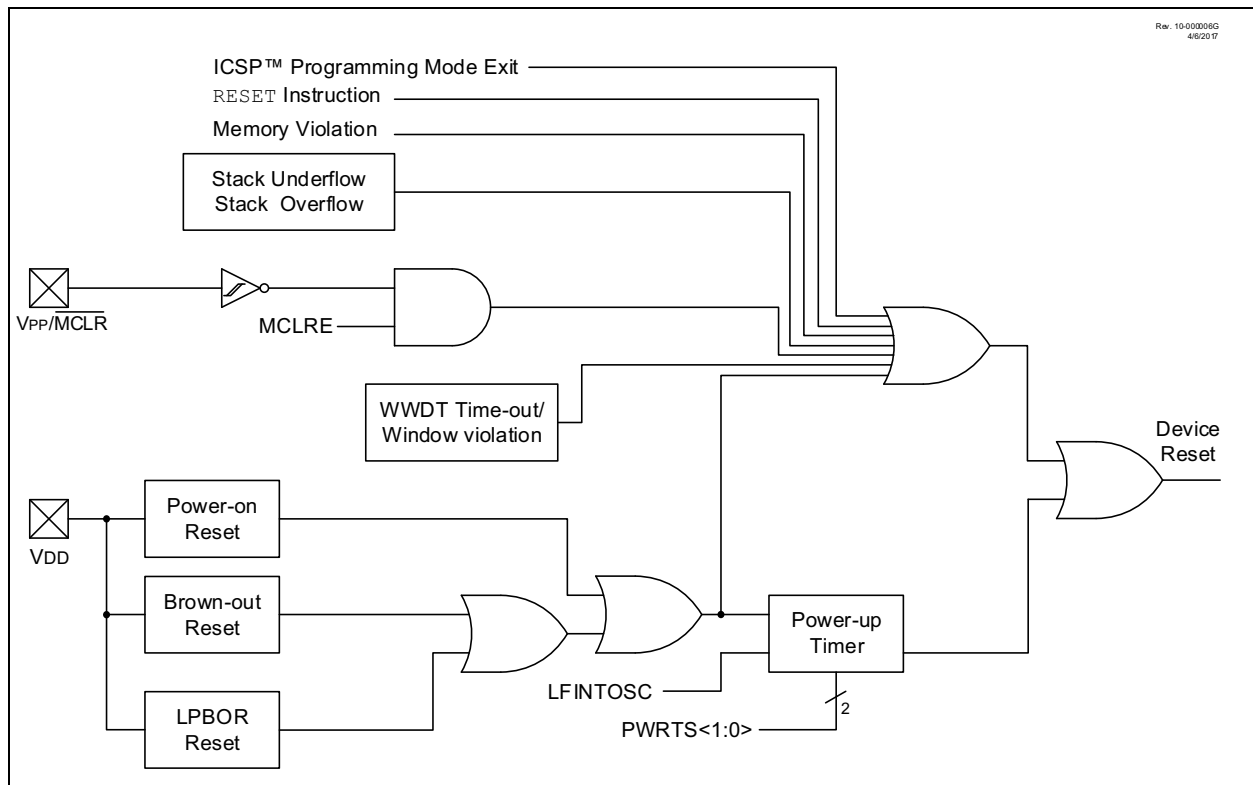 Rev. 10-000006G
4/6/2017
ICSP™ Programming Mode Exit
RESET Instruction
Memory Violation
Stack Underflow
Stack Overflow
VPP/MCLR
MCLRE
WWDT Time-out/
Window violation
Device
Reset
Power-on
Reset
VDD
Brown-out
Reset
Power-up
Timer
LFINTOSC
LPBOR
Reset
2
PWRTS<1:0>